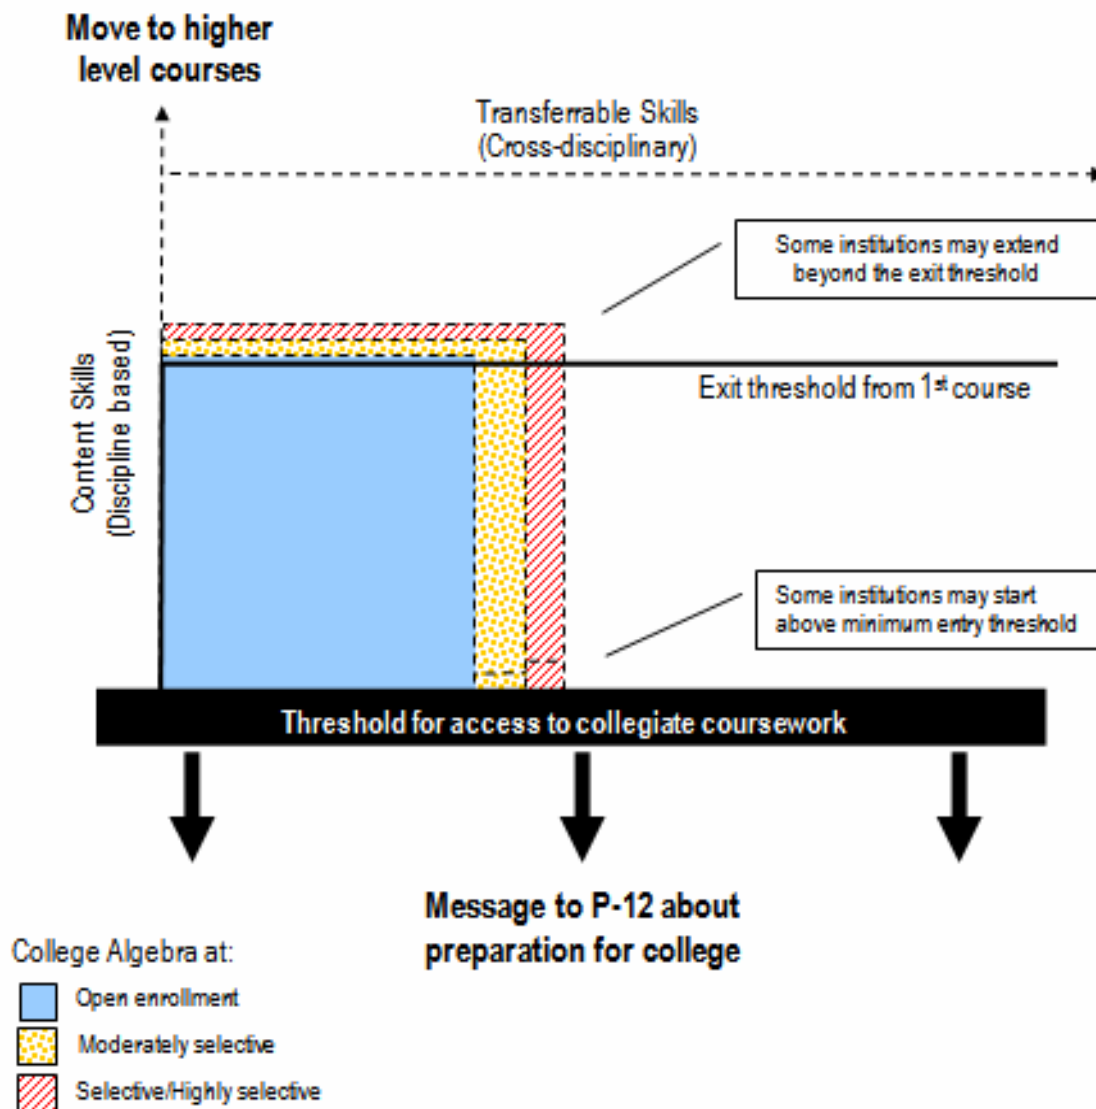 Move to higher
level courses
Transferrable Skills
(Cross-disciplinary)
Some institutions may extend
beyond the exit threshold
Content Skills
(Discipline based)
Exit threshold from 1st course
Some institutions may start
above minimum entry threshold
Threshold for access to collegiate coursework
Message to P-12 about
preparation for college
College Algebra at:
Open enrollment
Moderately selective
Selective/Highly selective